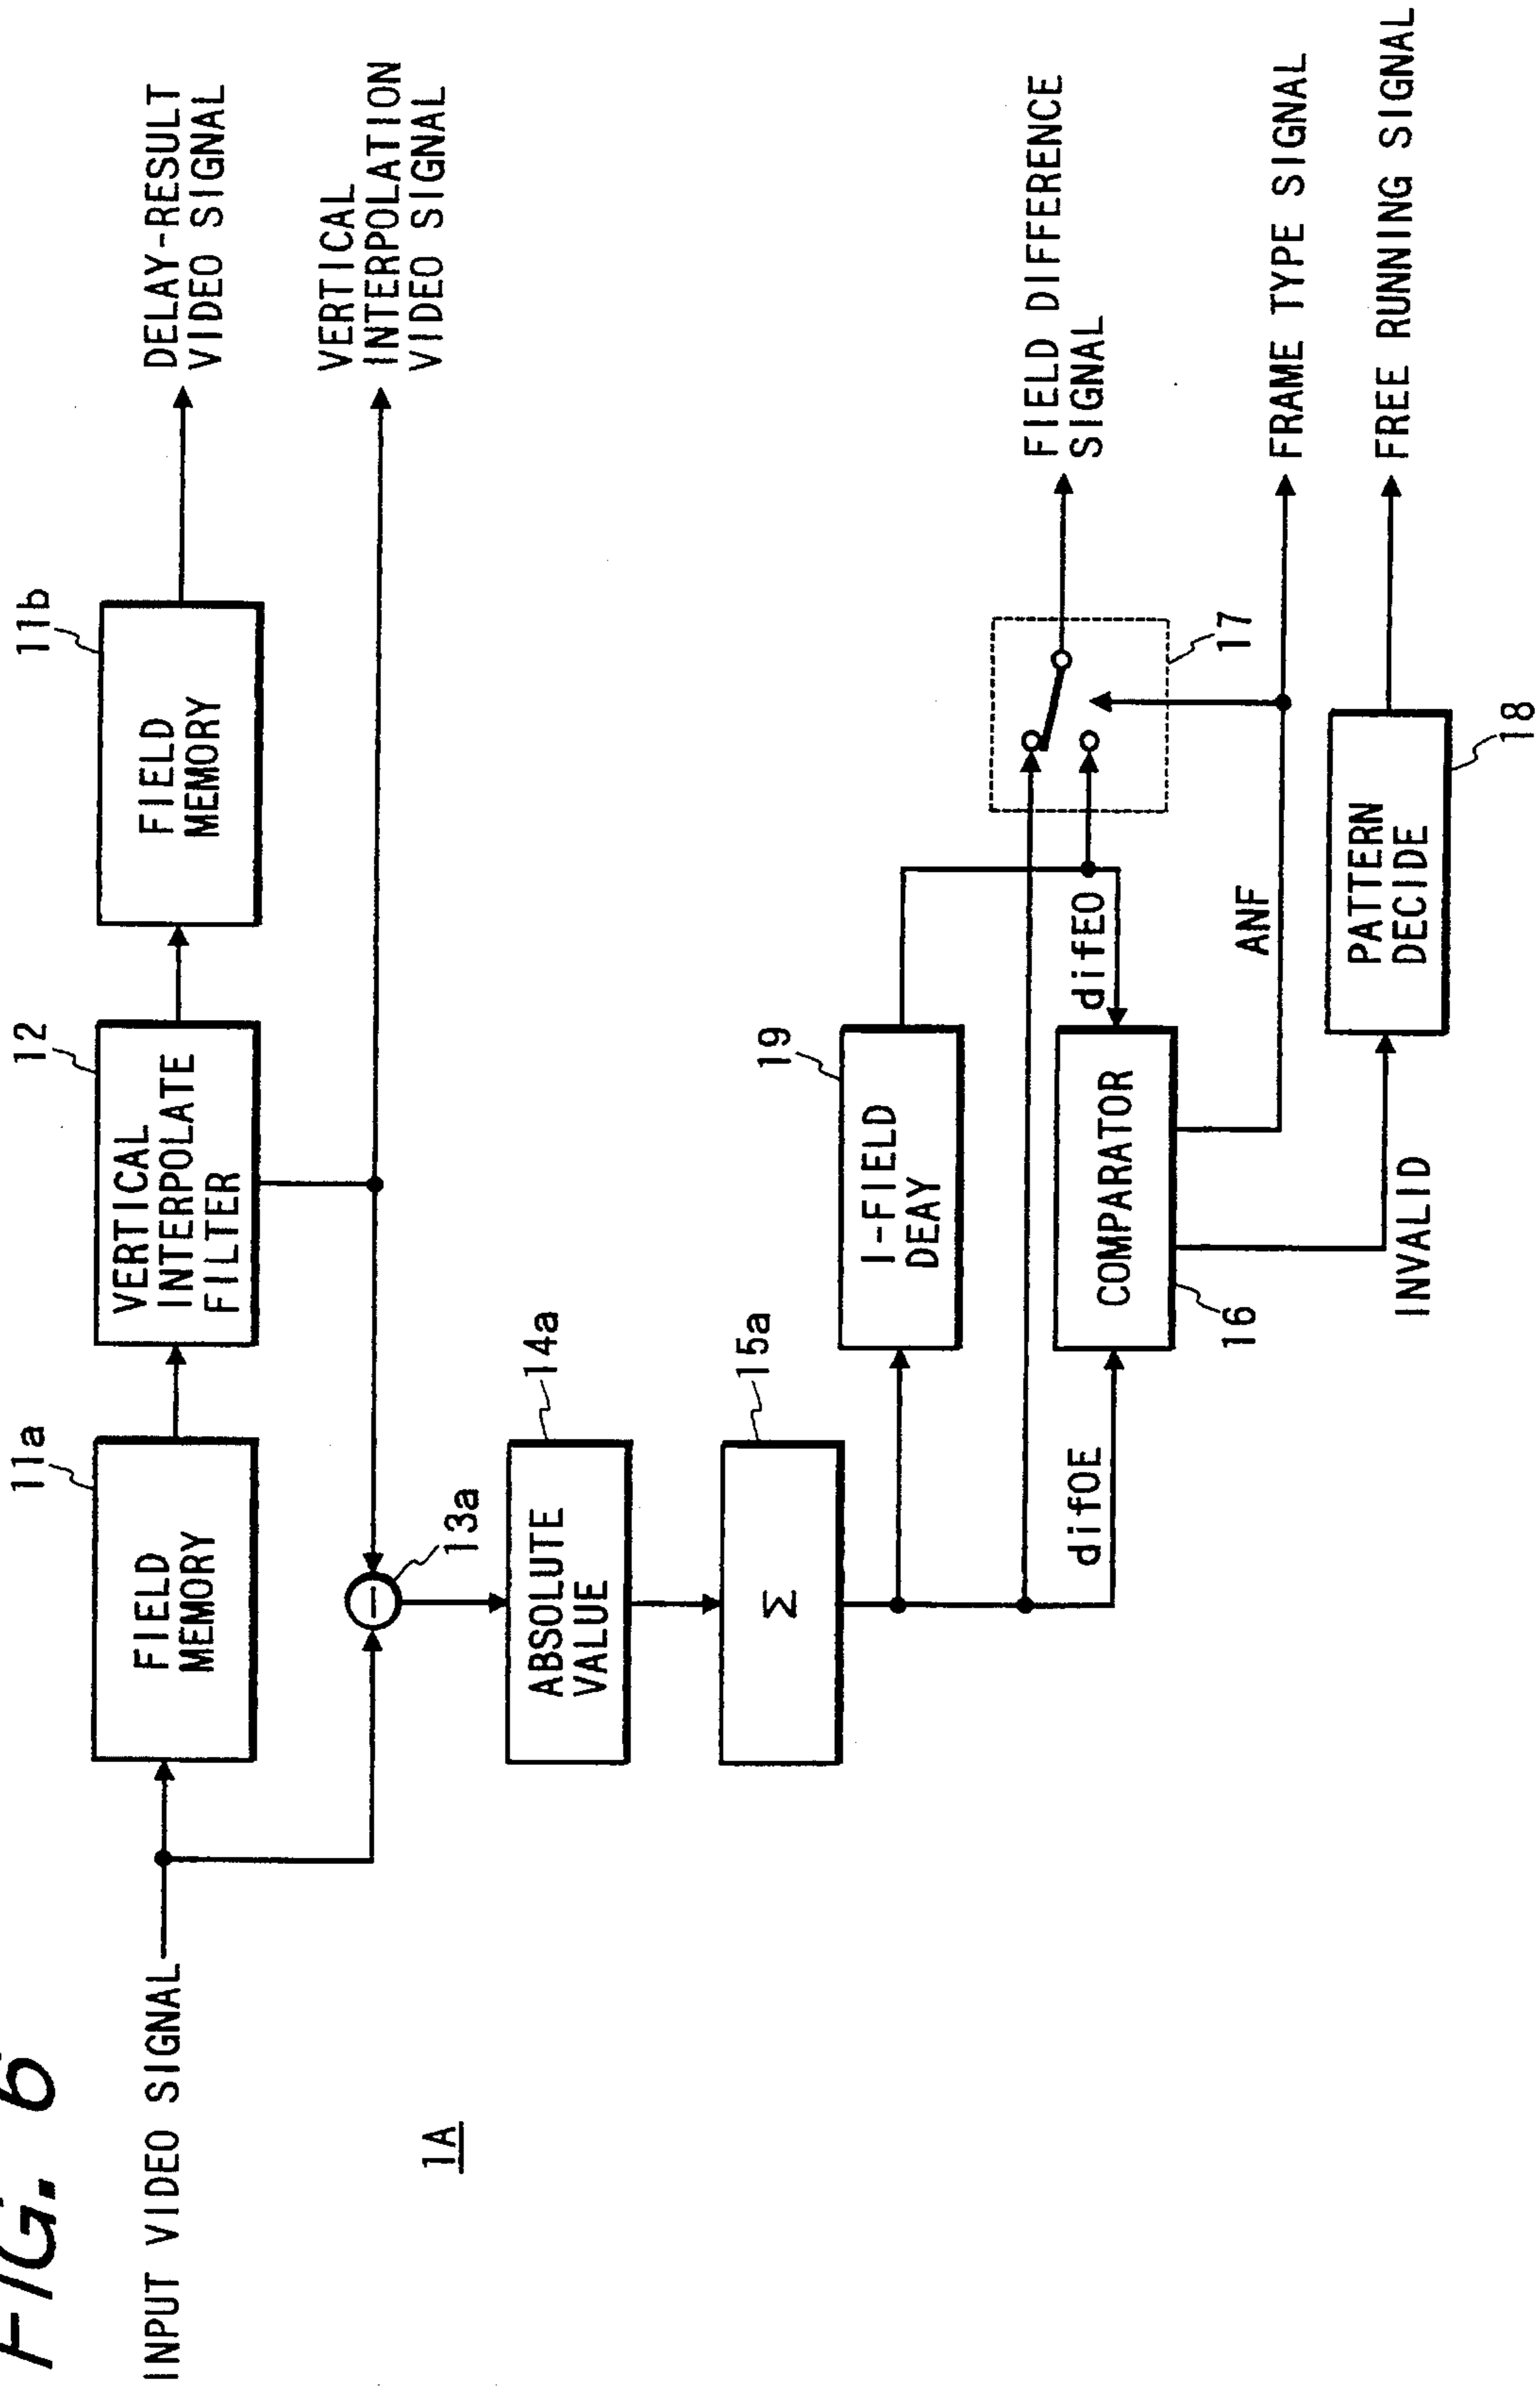 FIG. 6
INPUT VIDEO SIGNAL
1A
11a
FIELD
MEMORY
12
VERTICAL
INTERPOLATE
FILTER
11b
FIELD
MEMORY
DELAY-RESULT
VIDEO SIGNAL
VERTICAL
INTERPOLATION
VIDEO SIGNAL
13a
14a
ABSOLUTE
VALUE
15a
Σ
19
1-FIELD
DEAY
difOE
difEO
COMPARATOR
16
17
FIELD DIFFERENCE
SIGNAL
ANF
FRAME TYPE SIGNAL
INVALID
PATTERN
DECIDE
18
FREE RUNNING SIGNAL